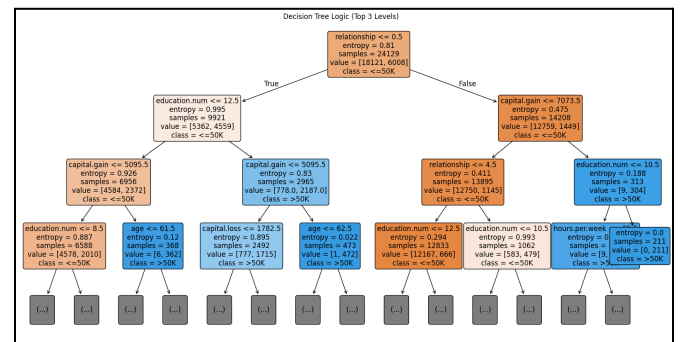 Decision Tree Logic (Top 3 Levels)
relationship <= 0.5
entropy = 0.81
samples = 24129
value = [18121, 6008]
class = <=50K
True
False
education.num <= 12.5
entropy = 0.995
samples = 9921
value = [5362, 4559]
class = <=50K
capital.gain <= 7073.5
entropy = 0.475
samples = 14208
value = [12759, 1449]
class = <=50K
capital.gain <= 5095.5
entropy = 0.926
samples = 6956
value = [4584, 2372]
class = <=50K
capital.gain <= 5095.5
entropy = 0.83
samples = 2965
value = [778.0, 2187.0]
class = >50K
relationship <= 4.5
entropy = 0.411
samples = 13895
value = [12750, 1145]
class = <=50K
education.num <= 10.5
entropy = 0.188
samples = 313
value = [9, 304]
class = >50K
education.num <= 8.5
entropy = 0.887
samples = 6588
value = [4578, 2010]
class = <=50K
age <= 61.5
entropy = 0.12
samples = 368
value = [6, 362]
class = >50K
capital.loss <= 1782.5
entropy = 0.895
samples = 2492
value = [777, 1715]
class = >50K
age <= 62.5
entropy = 0.022
samples = 473
value = [1, 472]
class = >50K
education.num <= 12.5
entropy = 0.294
samples = 12833
value = [12167, 666]
class = <=50K
education.num <= 10.5
entropy = 0.993
samples = 1062
value = [583, 479]
class = <=50K
hours.per.week
entropy = 0
samples =
value = [9,
class = >5
entropy = 0.0
samples = 211
value = [0, 211]
class = >50K
(...) (...) (...) (...) (...) (...) (...) (...) (...) (...) (...) (...) (...) (...)